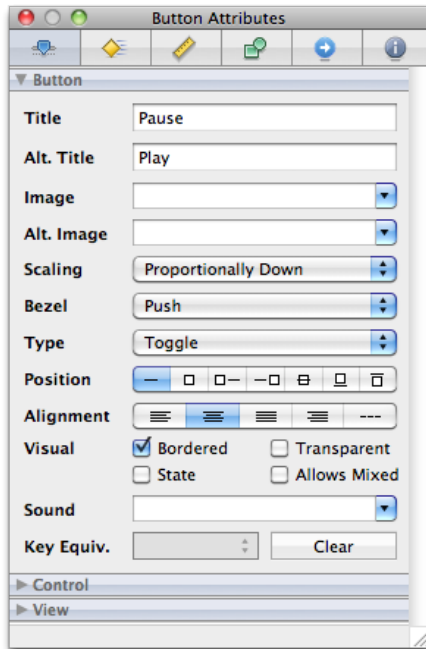 Button Attributes
Button
Title Pause
Alt. Title Play
Image
Alt. Image
Scaling Proportionally Down
Bezel Push
Type Toggle
Position
Alignment
Visual Bordered Transparent
State Allows Mixed
Sound
Key Equiv. Clear
Control
View